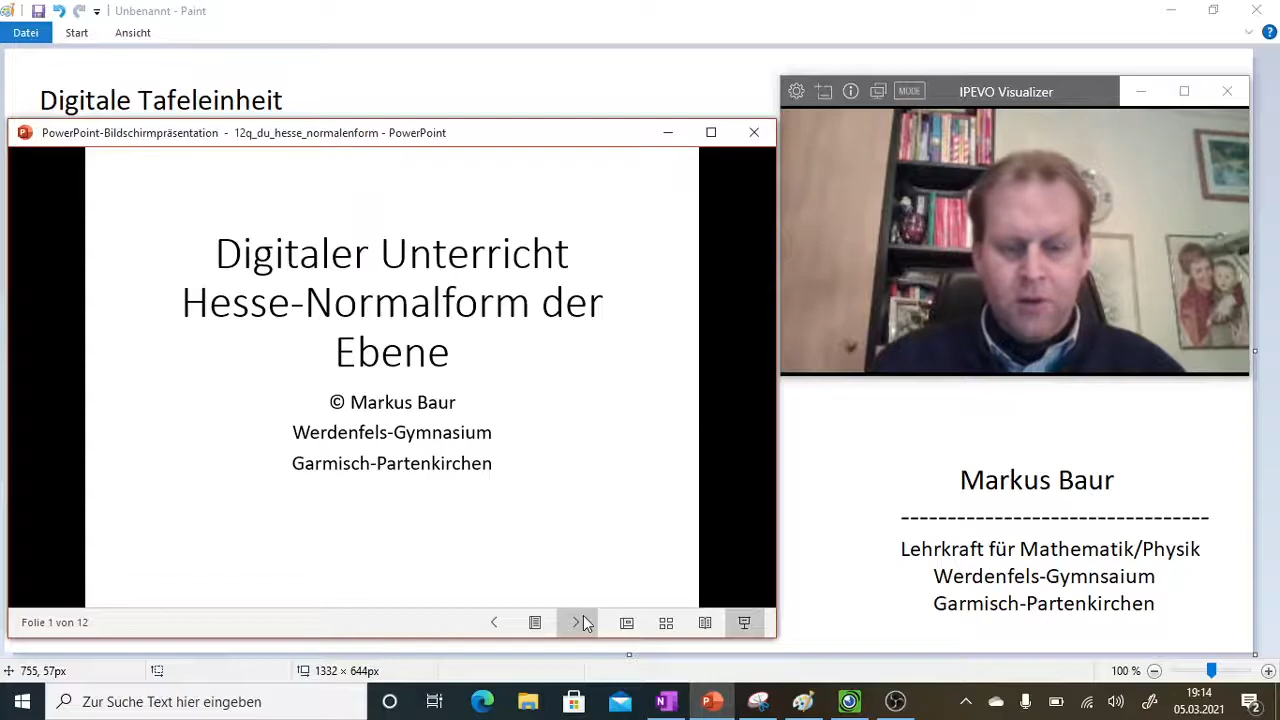 Unbenannt - Paint
Datei
Start
Ansicht
Digitale Tafeleinheit
PowerPoint-Bildschirmpräsentation - 12q_du_hesse_normalenform - PowerPoint
MODE
IPEVO Visualizer
Digitaler Unterricht
Hesse-Normalform der
Ebene
© Markus Baur
Werdenfels-Gymnasium
Garmisch-Partenkirchen
Folie 1 von 12
Markus Baur
---------------------------------
Lehrkraft für Mathematik/Physik
Werdenfels-Gymnsaium
Garmisch-Partenkirchen
755, 57px
1332 × 644px
100 %
Zur Suche Text hier eingeben
19:14
05.03.2021
2